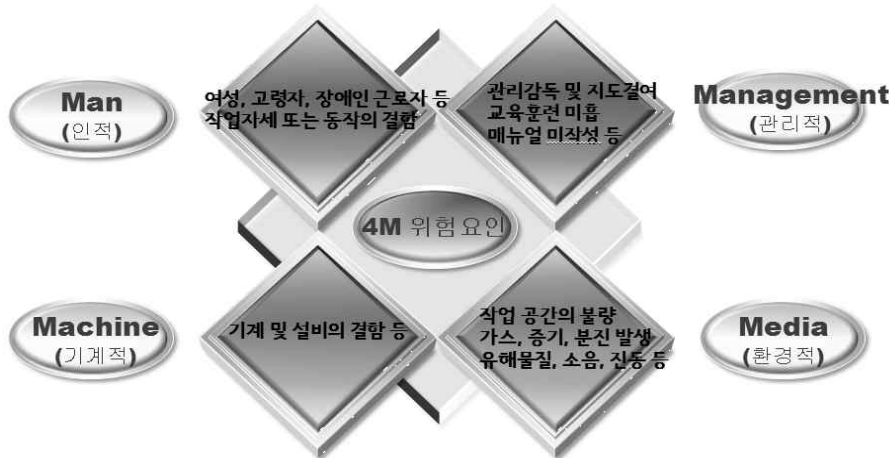 Man
(인적)
여성, 고령자, 장애인 근로자 등
작업자세 또는 동작의 결함
관리감독 및 지도결여
교육훈련 미흡
매뉴얼 미작성 등
Management
(관리적)
4M 위험요인
Machine
(기계적)
기계 및 설비의 결함 등
작업 공간의 불량
가스, 증기, 분진 발생
유해물질, 소음, 진동 등
Media
(환경적)